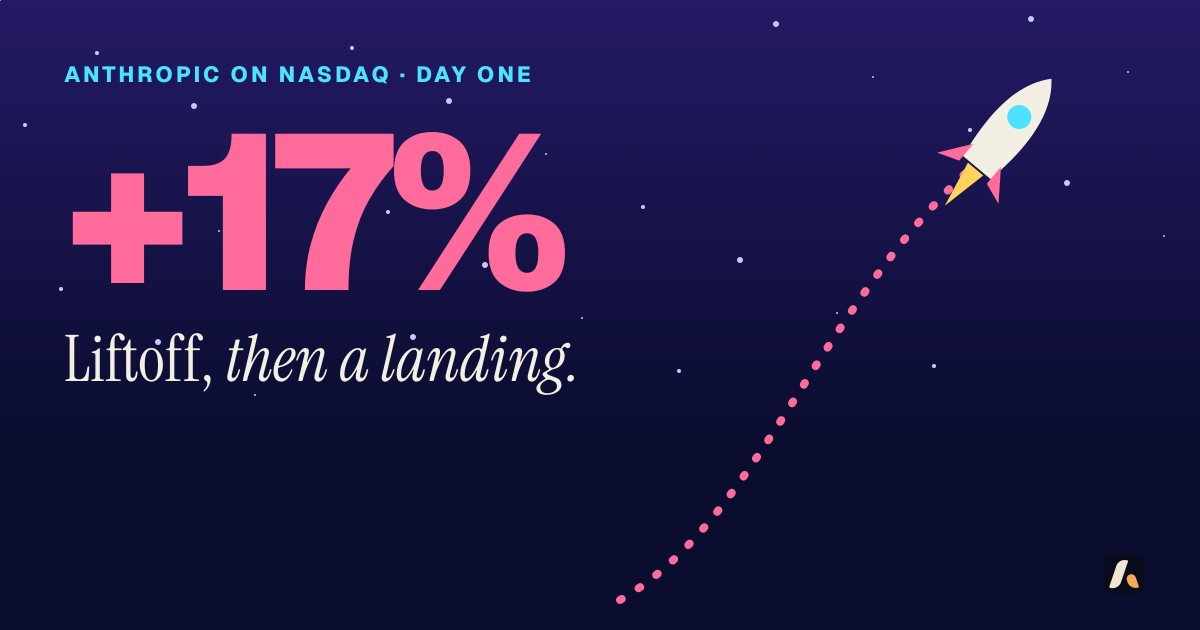 ANTHROPIC ON NASDAQ · DAY ONE
+17%
Liftoff, then a landing.